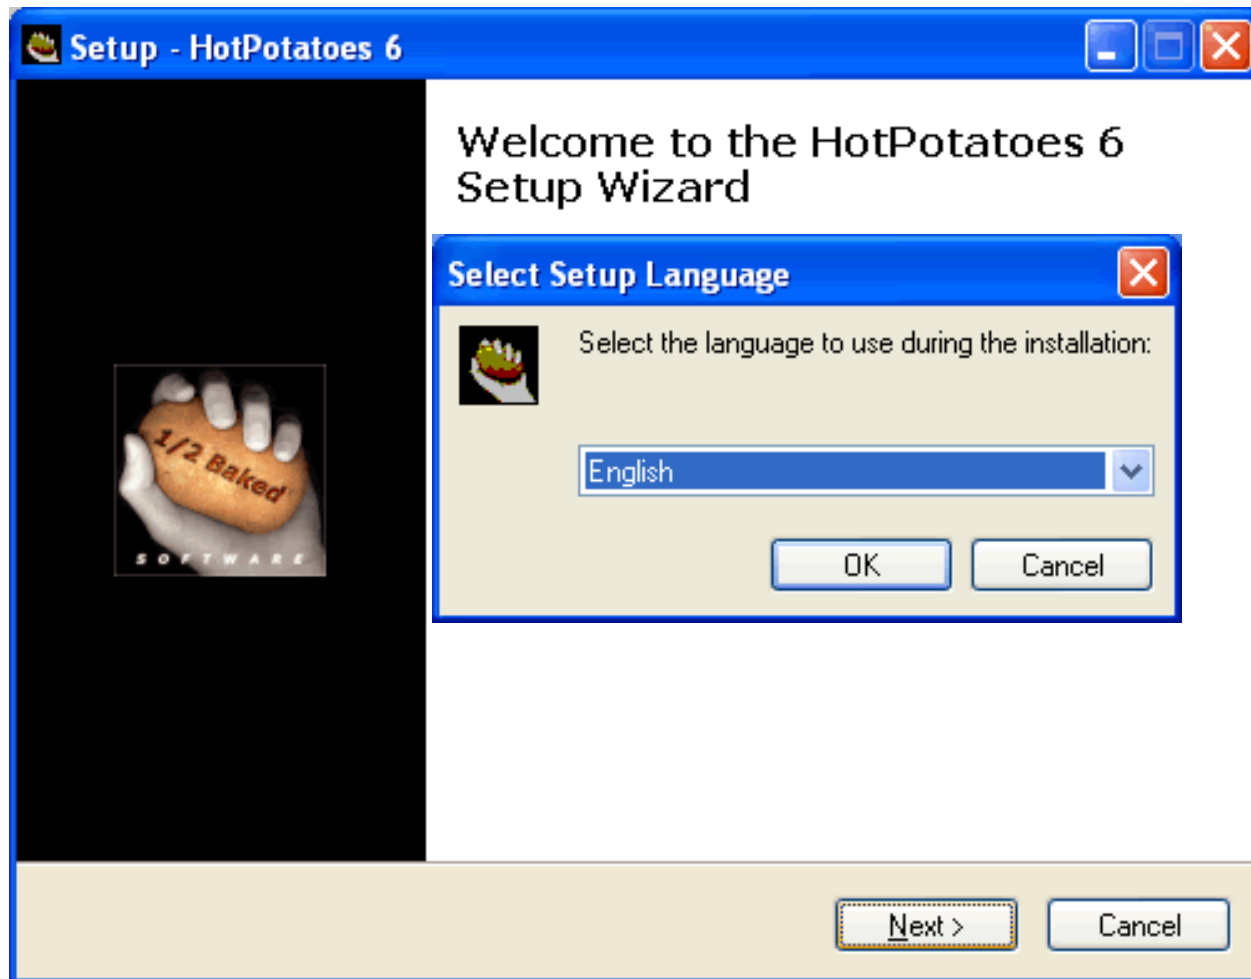 Setup - HotPotatoes 6
Welcome to the HotPotatoes 6
Setup Wizard
Select Setup Language
Select the language to use during the installation:
English
OK
Cancel
1/2 Baked
SOFTWARE
Next >
Cancel